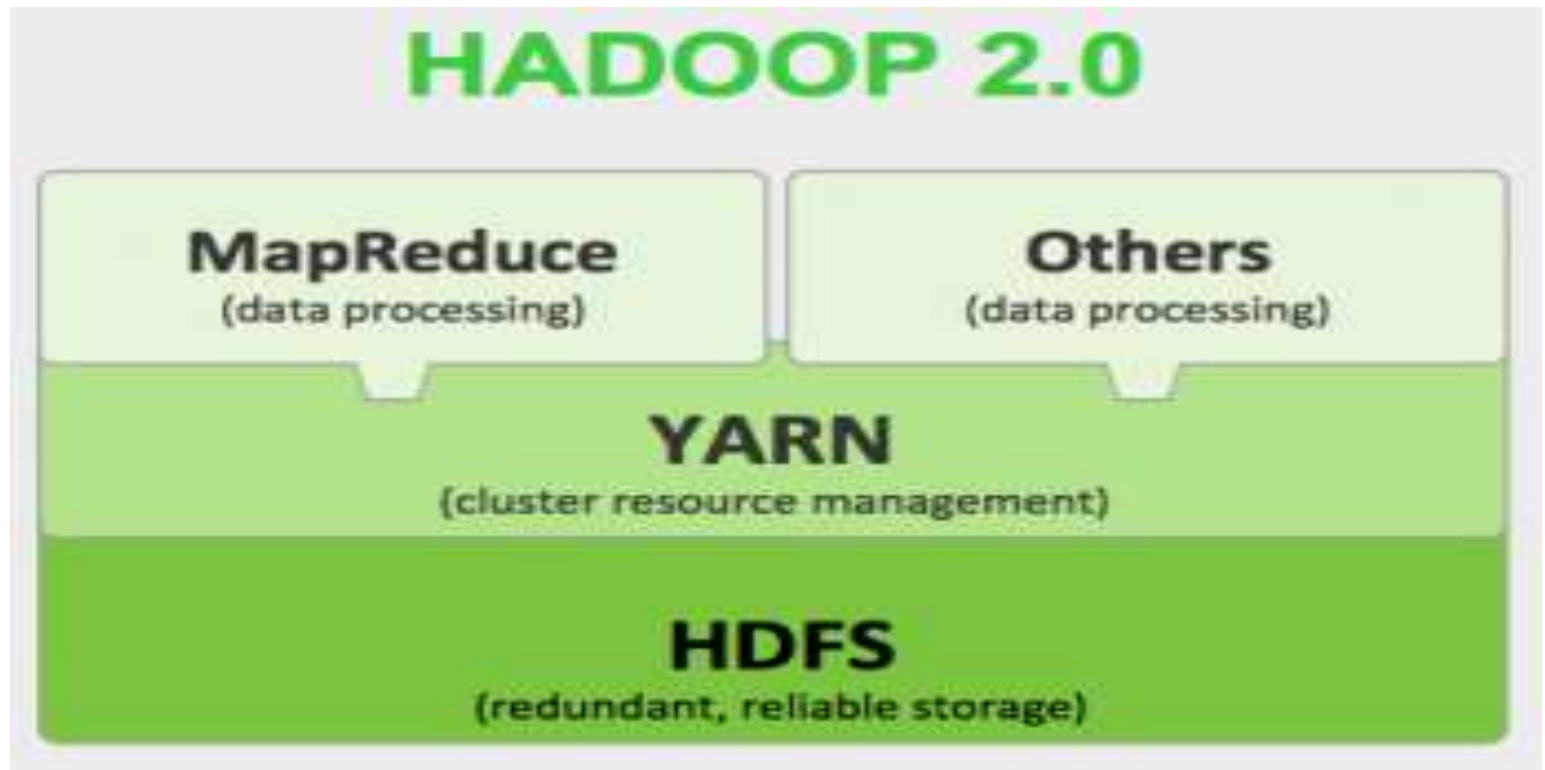 HADOOP 2.0
MapReduce
(data processing)
Others
(data processing)
YARN
(cluster resource management)
HDFS
(redundant, reliable storage)